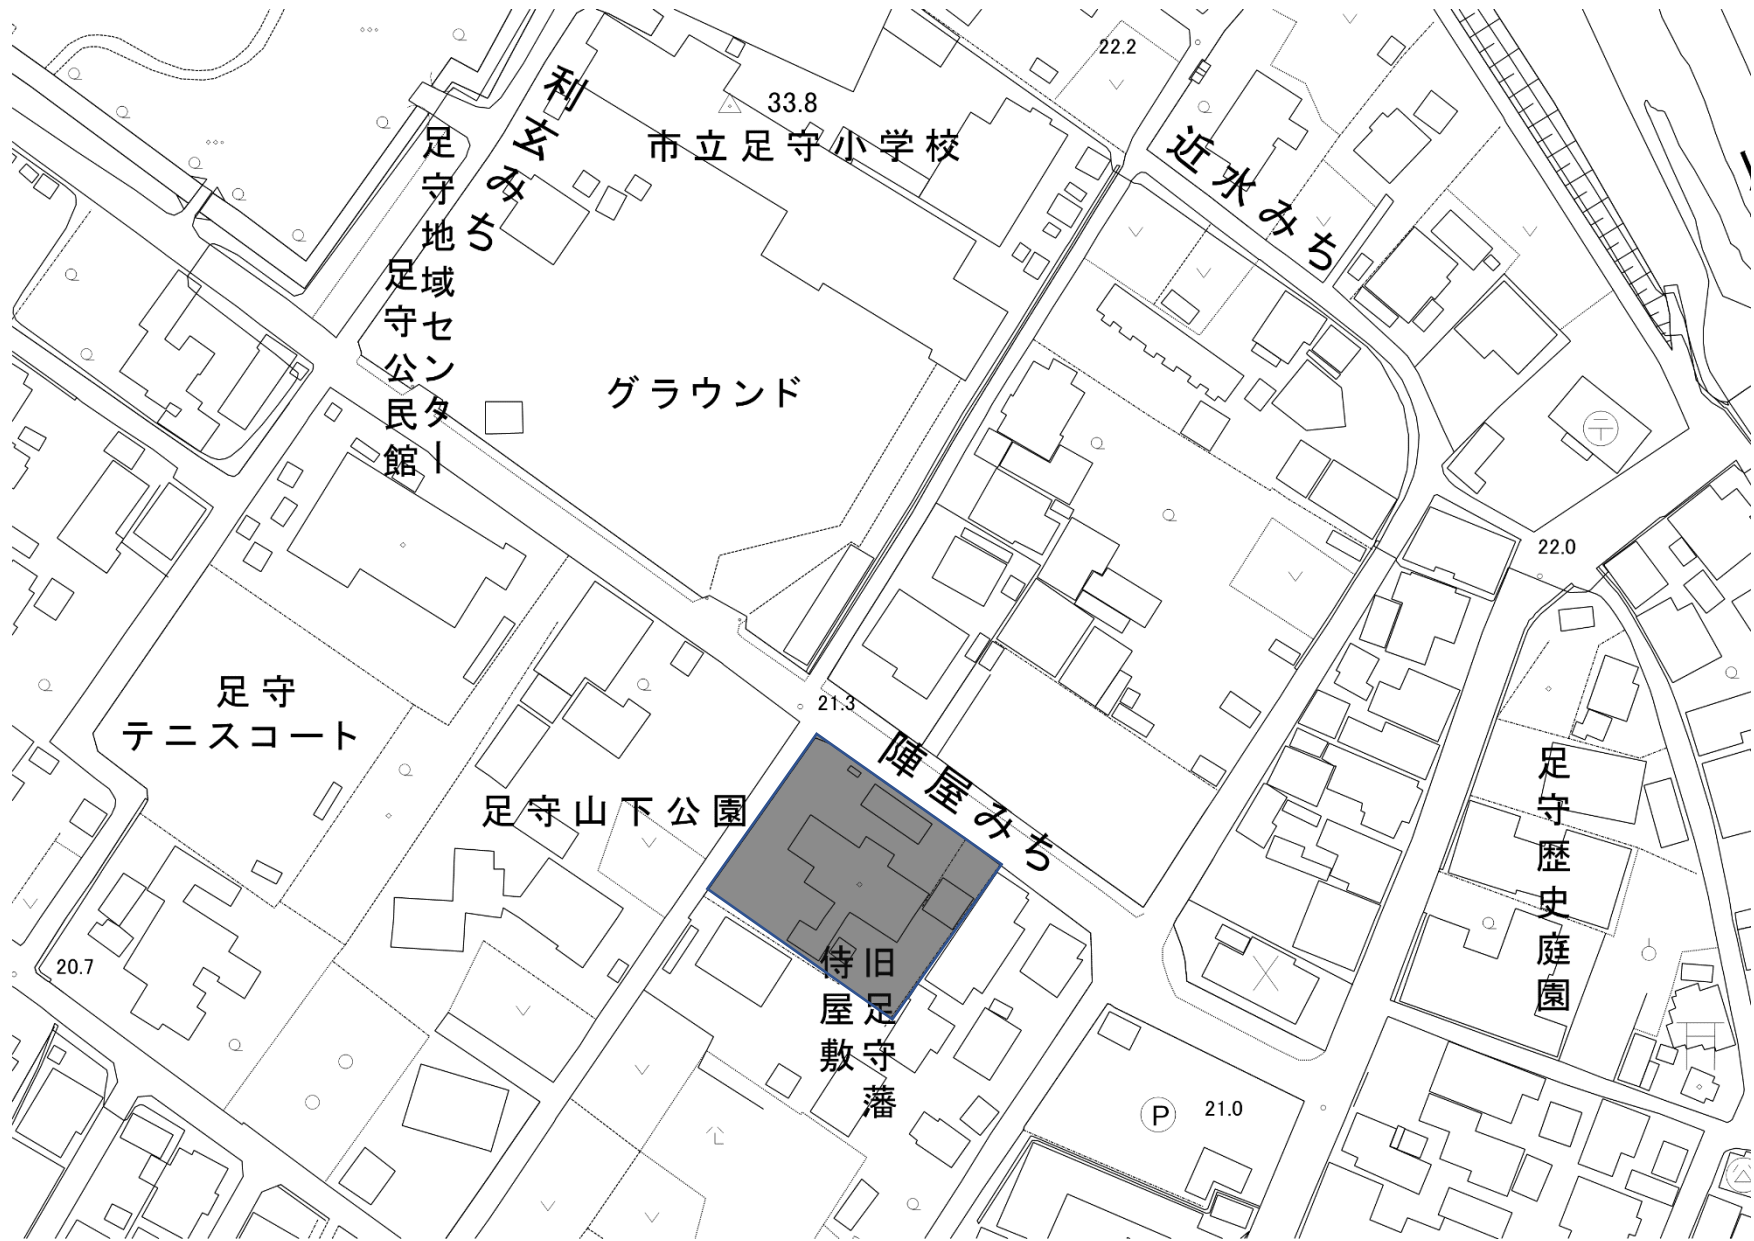 22.2
利玄みち
33.8
市立足守小学校
近水みち
足守地域センター
足守公民館
グラウンド
22.0
足守
テニスコート
21.3
陣屋みち
足守山下公園
足守歴史庭園
旧足守藩
侍屋敷
20.7
P
21.0